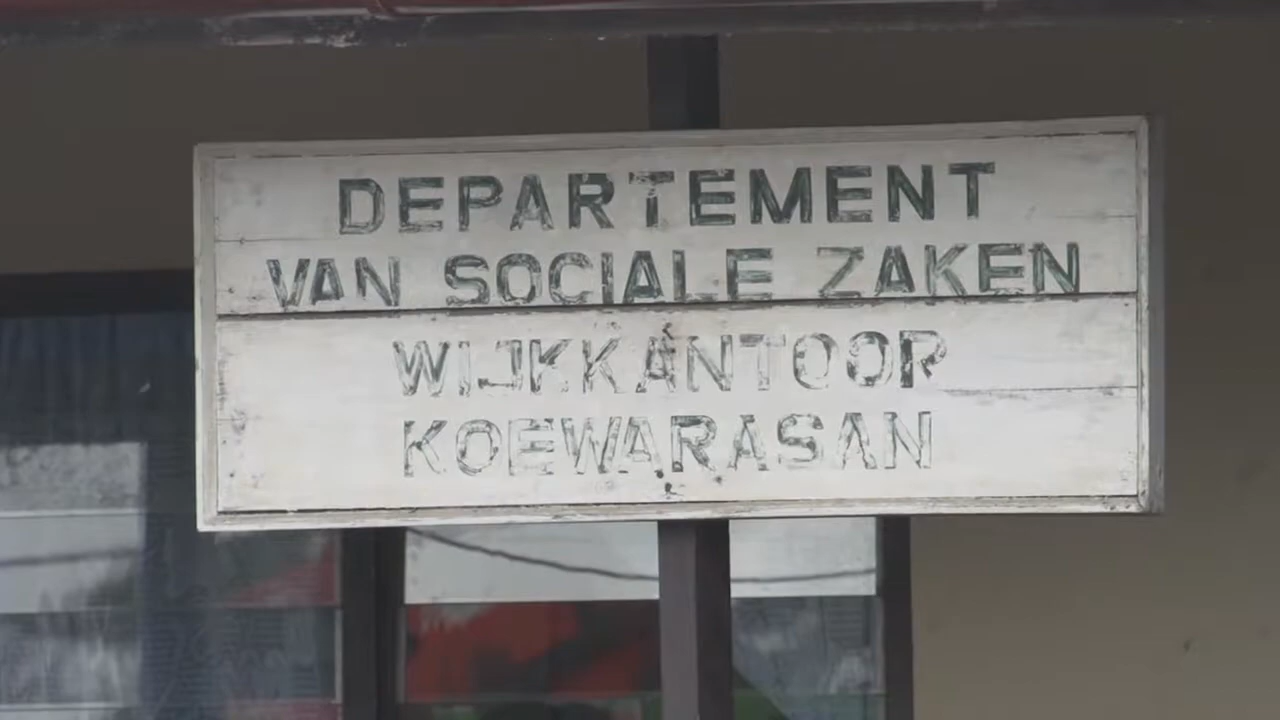 DEPARTEMENT
VAN SOCIALE ZAKEN
WIJKKANTOOR
KOEWARASAN